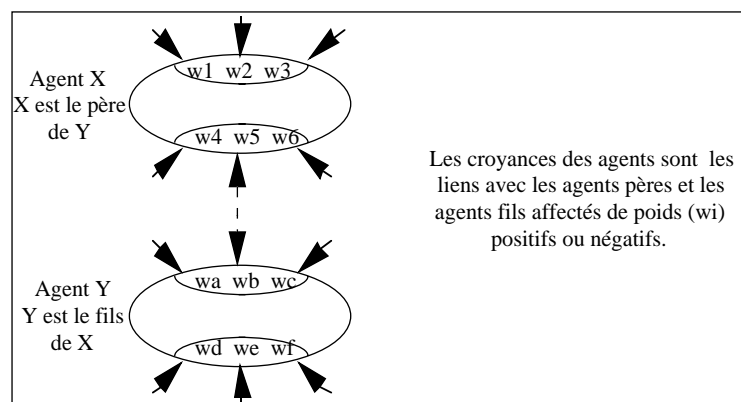 w1 w2 w3
Agent X
X est le père
de Y
w4 w5 w6
Les croyances des agents sont les
liens avec les agents pères et les
agents fils affectés de poids (wi)
positifs ou négatifs.
wa wb wc
Agent Y
Y est le fils
de X
wd we wf